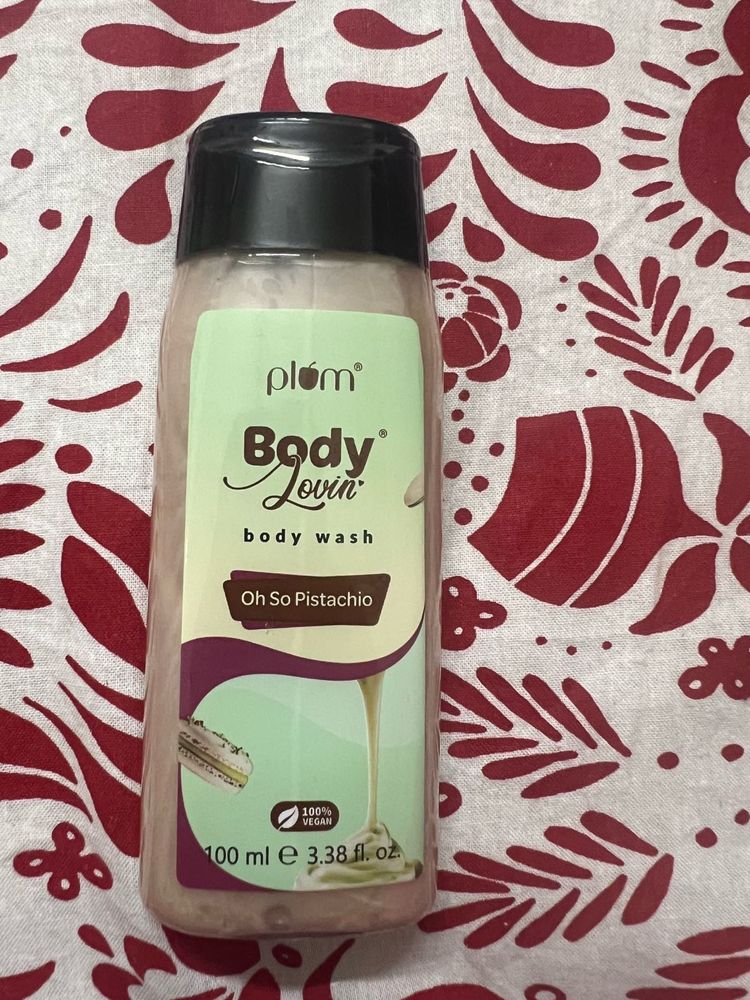 plum®
Body®
Lovin'
body wash
Oh So Pistachio
100%
VEGAN
100 ml ℮ 3.38 fl. oz.